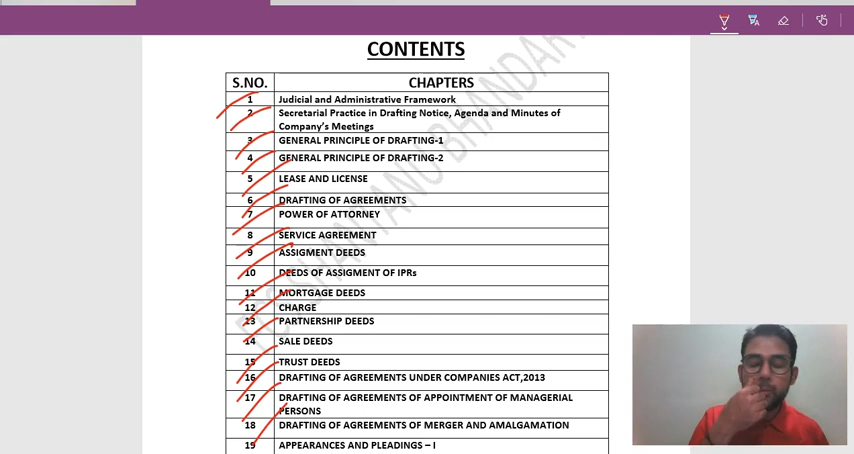 CONTENTS
S.NO. CHAPTERS
1 Judicial and Administrative Framework
2 Secretarial Practice in Drafting Notice, Agenda and Minutes of
Company's Meetings
3 GENERAL PRINCIPLE OF DRAFTING-1
4 GENERAL PRINCIPLE OF DRAFTING-2
5 LEASE AND LICENSE
6 DRAFTING OF AGREEMENTS
7 POWER OF ATTORNEY
8 SERVICE AGREEMENT
9 ASSIGMENT DEEDS
10 DEEDS OF ASSIGMENT OF IPRs
11 MORTGAGE DEEDS
12 CHARGE
13 PARTNERSHIP DEEDS
14 SALE DEEDS
15 TRUST DEEDS
16 DRAFTING OF AGREEMENTS UNDER COMPANIES ACT,2013
17 DRAFTING OF AGREEMENTS OF APPOINTMENT OF MANAGERIAL
PERSONS
18 DRAFTING OF AGREEMENTS OF MERGER AND AMALGAMATION
19 APPEARANCES AND PLEADINGS – I
SHANTANU BHANDARI